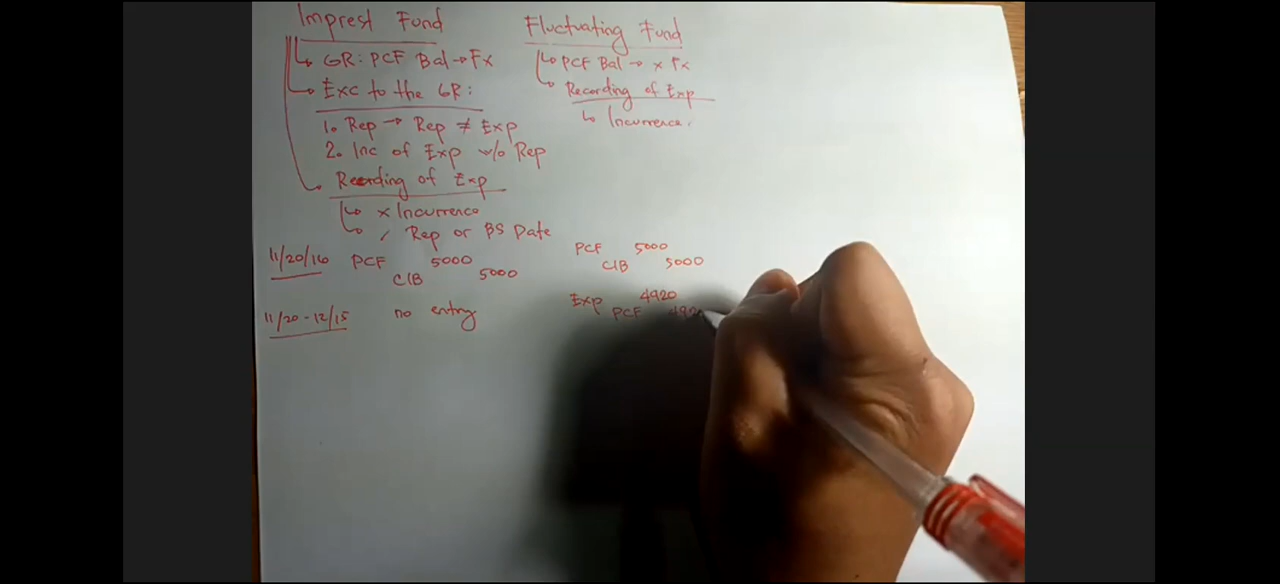 Imprest Fund
GR: PCF Bal → Fx
Exc to the GR:
1. Rep → Rep ≠ Exp
2. Inc of Exp w/o Rep
Recording of Exp
x Incurrence
/ Rep or BS Date
Fluctuating Fund
PCF Bal → x Fx
Recording of Exp
Incurrence.
11/20/16 PCF 5000
CIB 5000
PCF 5000
CIB 5000
11/20 - 12/15 no entry
Exp 4920
PCF